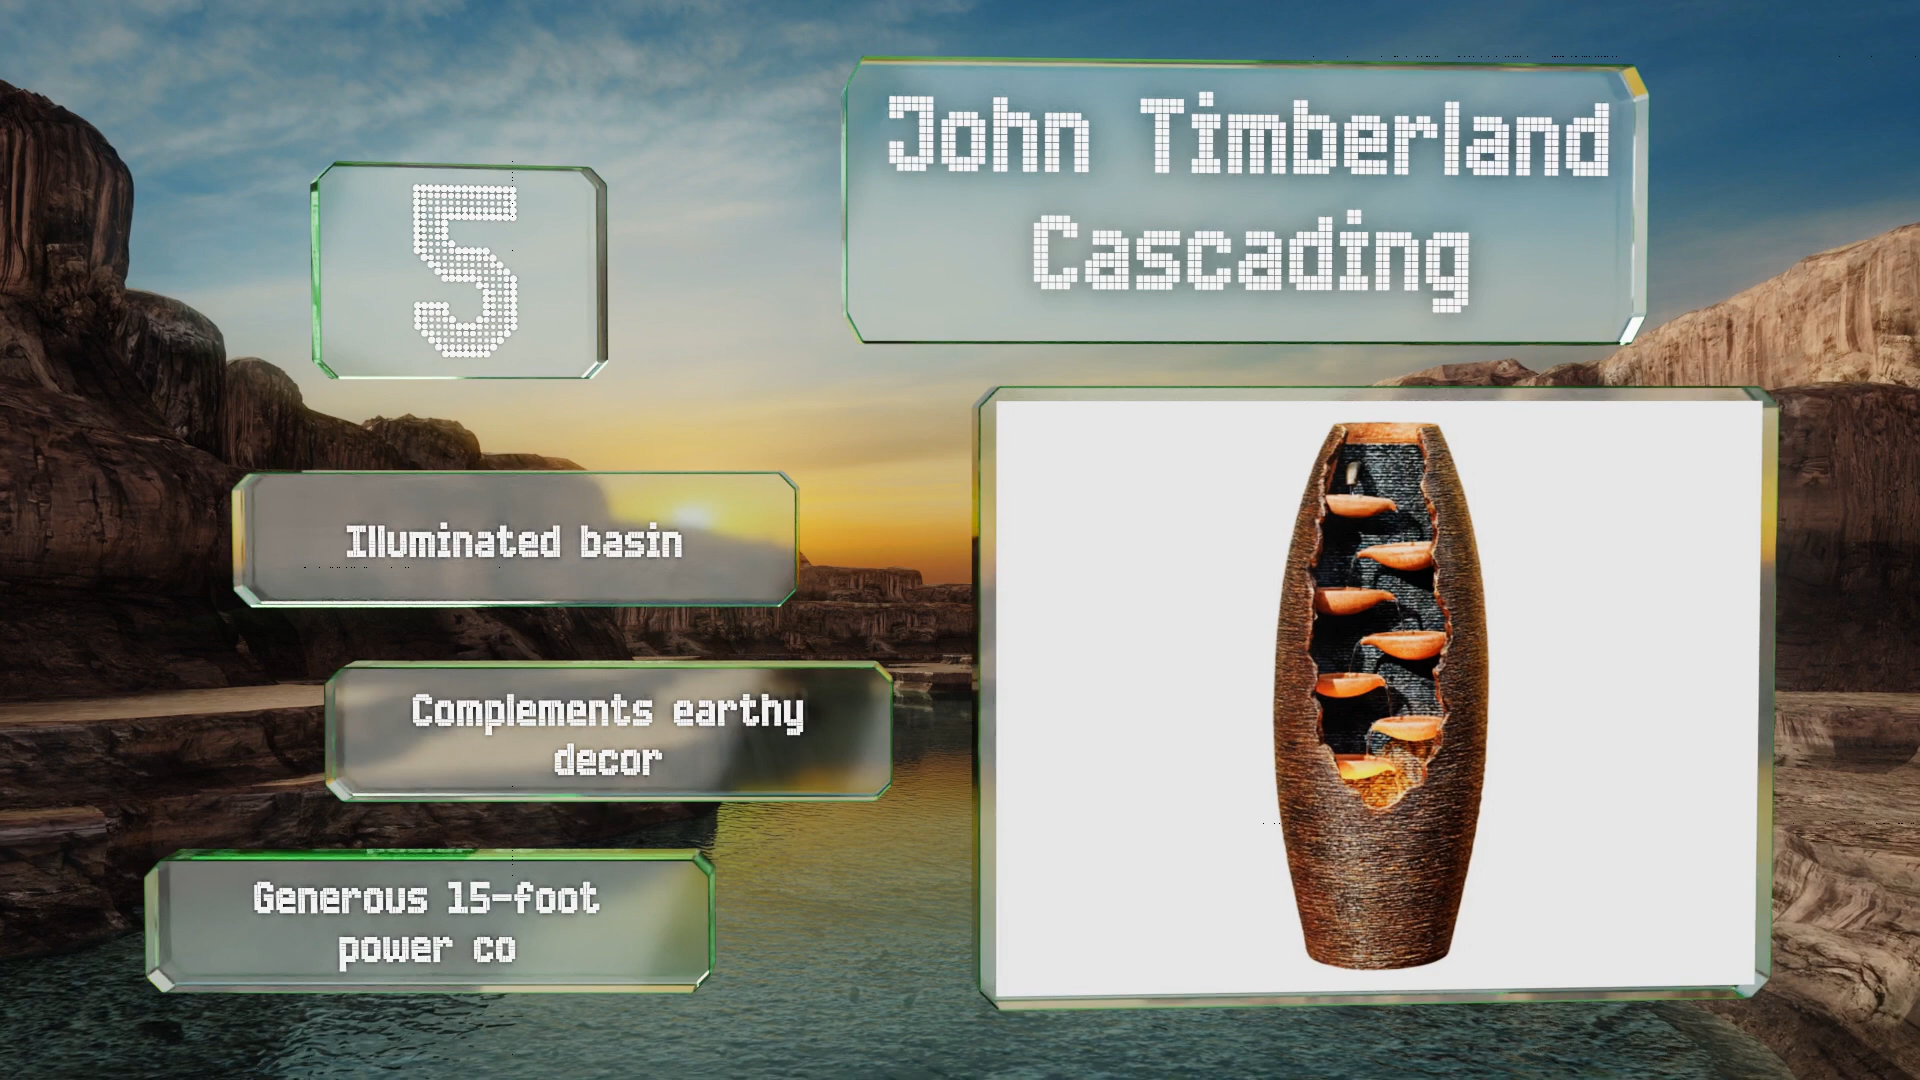 5
John Timberland
Cascading
Illuminated basin
Complements earthy
decor
Generous 15-foot
power co